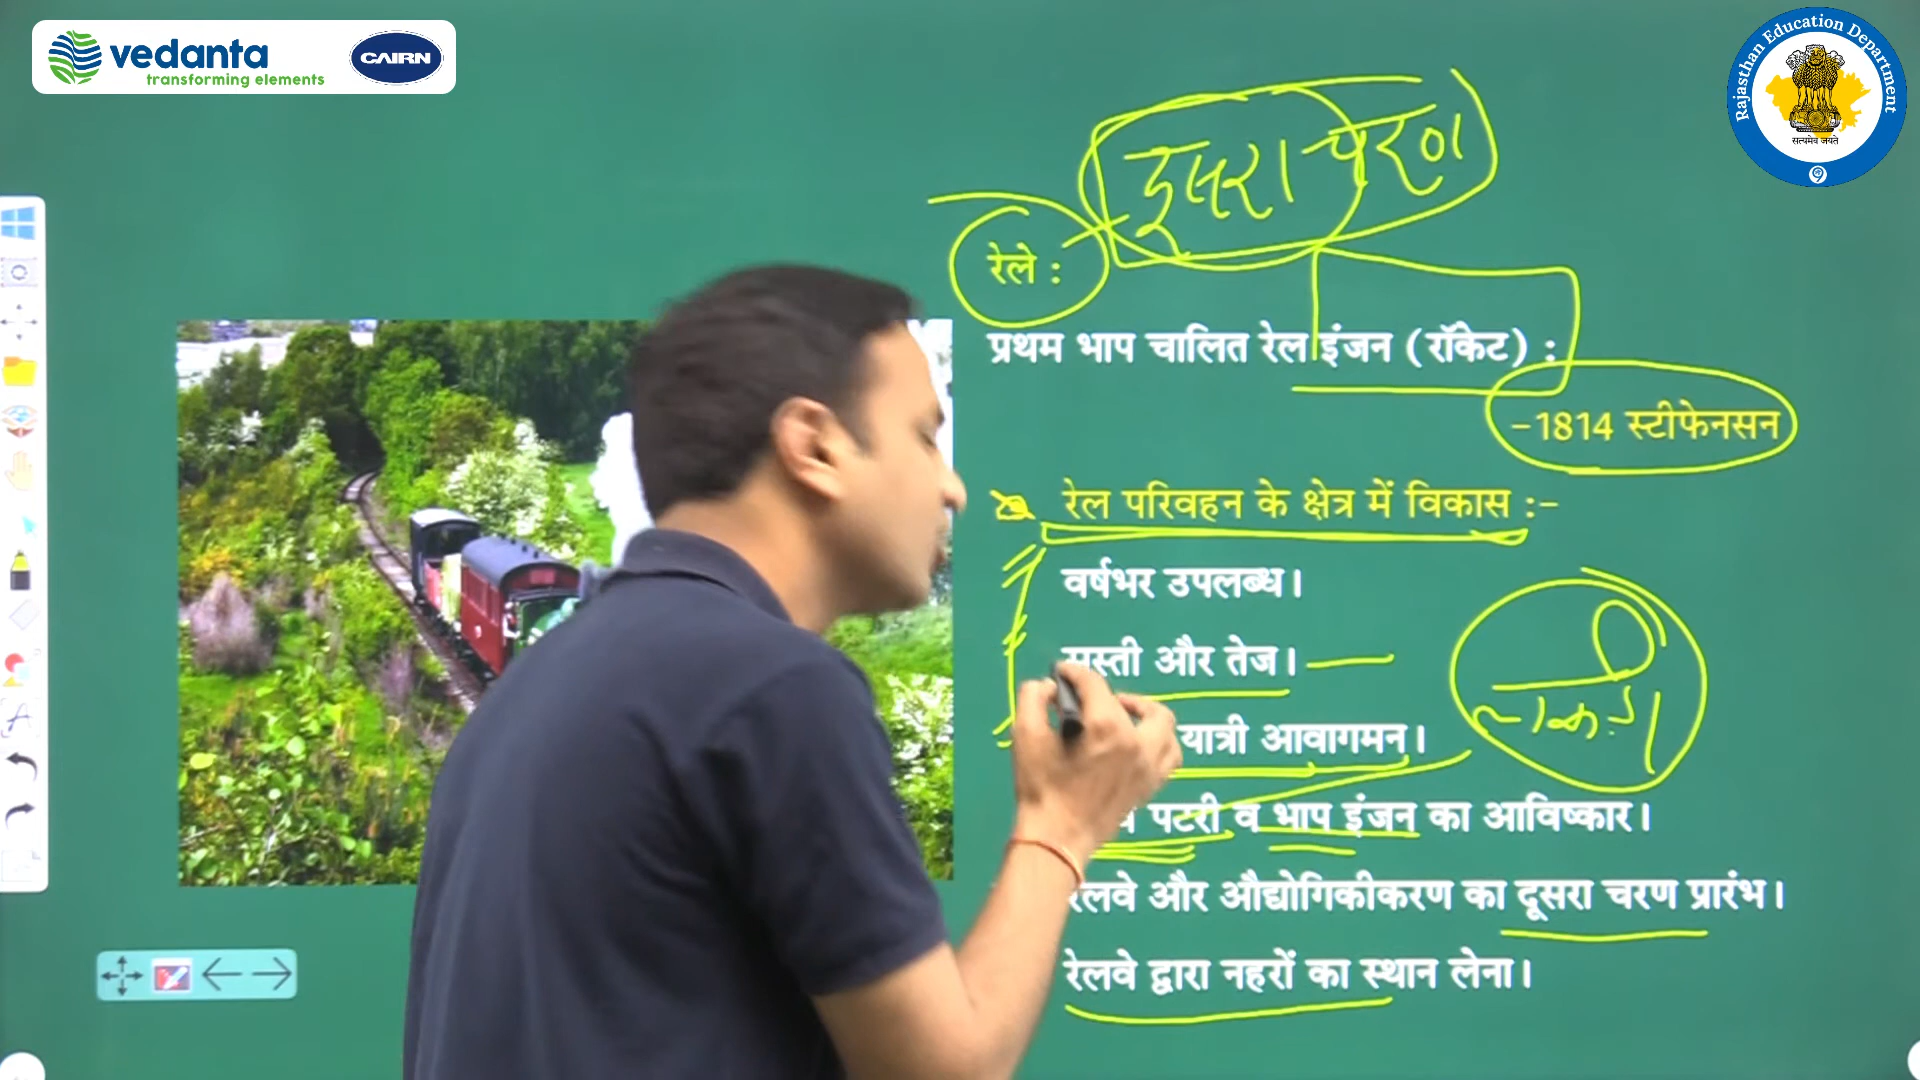 vedanta
transforming elements
CAIRN
Rajasthan Education Department
सत्यमेव जयते
दूसरा चरण
रेले :
प्रथम भाप चालित रेल इंजन (रॉकेट) :
-1814 स्टीफेनसन
रेल परिवहन के क्षेत्र में विकास :-
वर्षभर उपलब्ध।
सस्ती और तेज।
यात्री आवागमन।
पटरी व भाप इंजन का आविष्कार।
रेलवे और औद्योगिकीकरण का दूसरा चरण प्रारंभ।
रेलवे द्वारा नहरों का स्थान लेना।